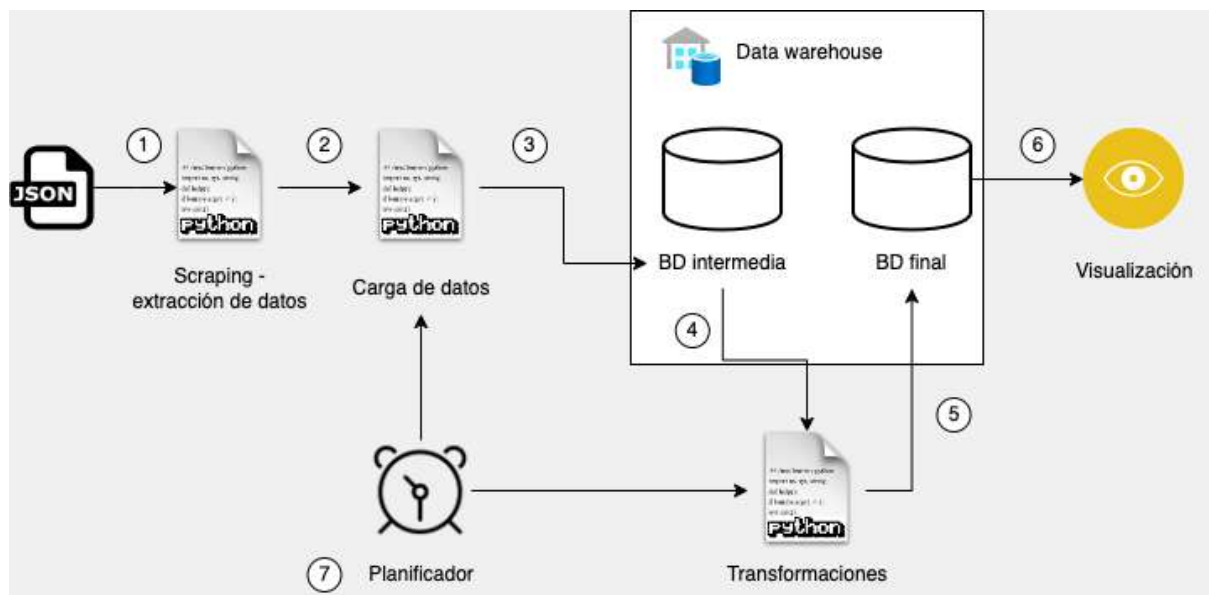 Data warehouse
1
2
3
6
JSON
python
python
Scraping -
extracción de datos
Carga de datos
BD intermedia
BD final
Visualización
4
5
python
7
Planificador
Transformaciones